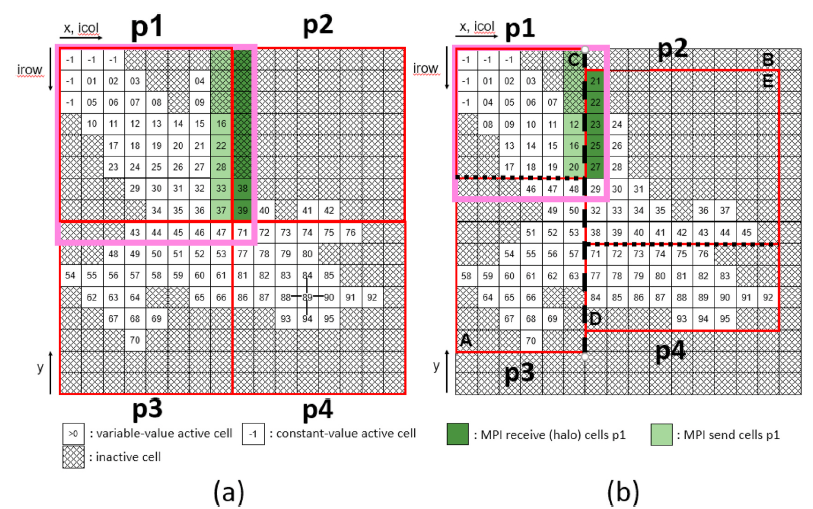 p1
p2
x, icol
irow
-1 -1 -1
-1 01 02 03 04
-1 05 06 07 08 09
10 11 12 13 14 15 16
17 18 19 20 21 22
23 24 25 26 27 28
29 30 31 32 33 38
34 35 36 37 39 40 41 42
43 44 45 46 47 71 72 73 74 75 76
48 49 50 51 52 53 77 78 79 80
54 55 56 57 58 59 60 61 81 82 83 84 85
62 63 64 65 66 86 87 88 89 90 91 92
67 68 69 93 94 95
70
y
p3
p4
p1
p2
x, icol
irow
-1 -1 -1 C B
-1 01 02 03 21 E
-1 04 05 06 07 22
08 09 10 11 12 23 24
13 14 15 16 25 26
17 18 19 20 27 28
46 47 48 29 30 31
49 50 32 33 34 35 36 37
51 52 53 38 39 40 41 42 43 44 45
54 55 56 57 71 72 73 74 75 76
58 59 60 61 62 63 77 78 79 80 81 82 83
64 65 66 84 85 86 87 88 89 90 91 92
67 68 69 D 93 94 95
A 70
y
p3
p4
>0 : variable-value active cell
-1 : constant-value active cell
: MPI receive (halo) cells p1
: MPI send cells p1
: inactive cell
(a)
(b)